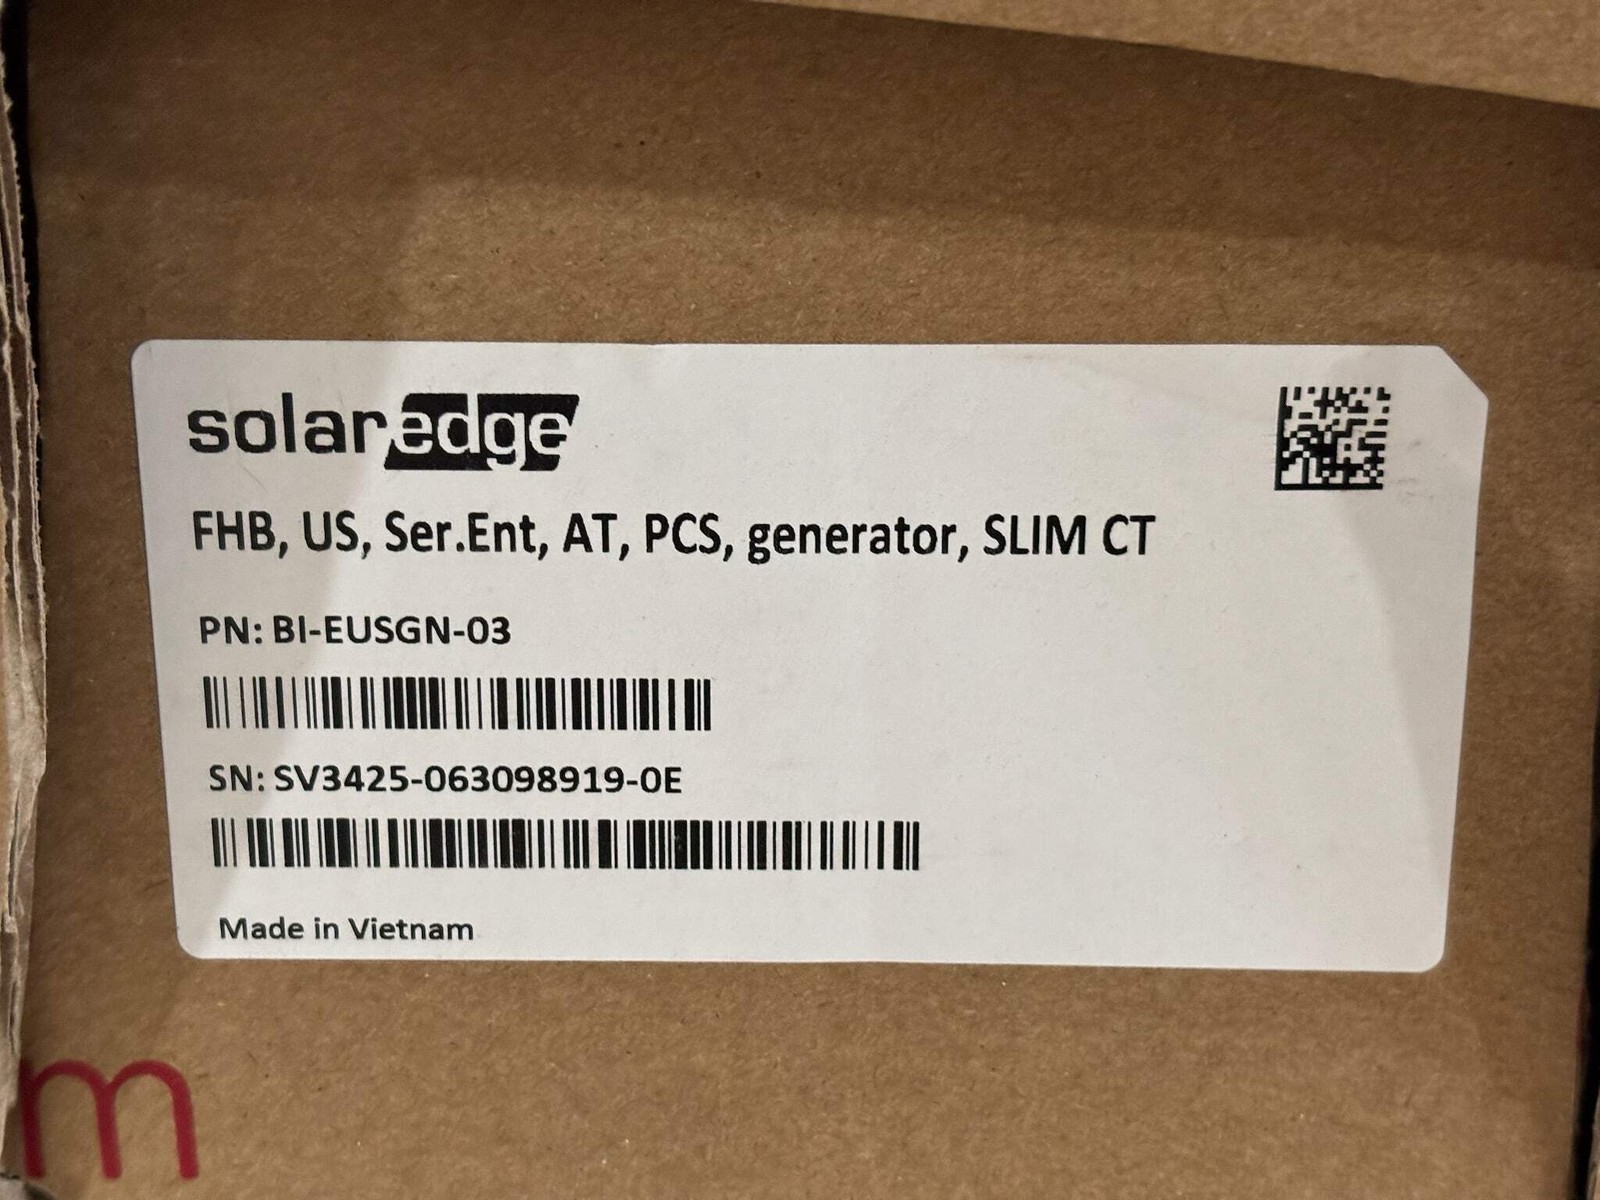 solaredge
FHB, US, Ser.Ent, AT, PCS, generator, SLIM CT
PN: BI-EUSGN-03
SN: SV3425-063098919-0E
Made in Vietnam
m